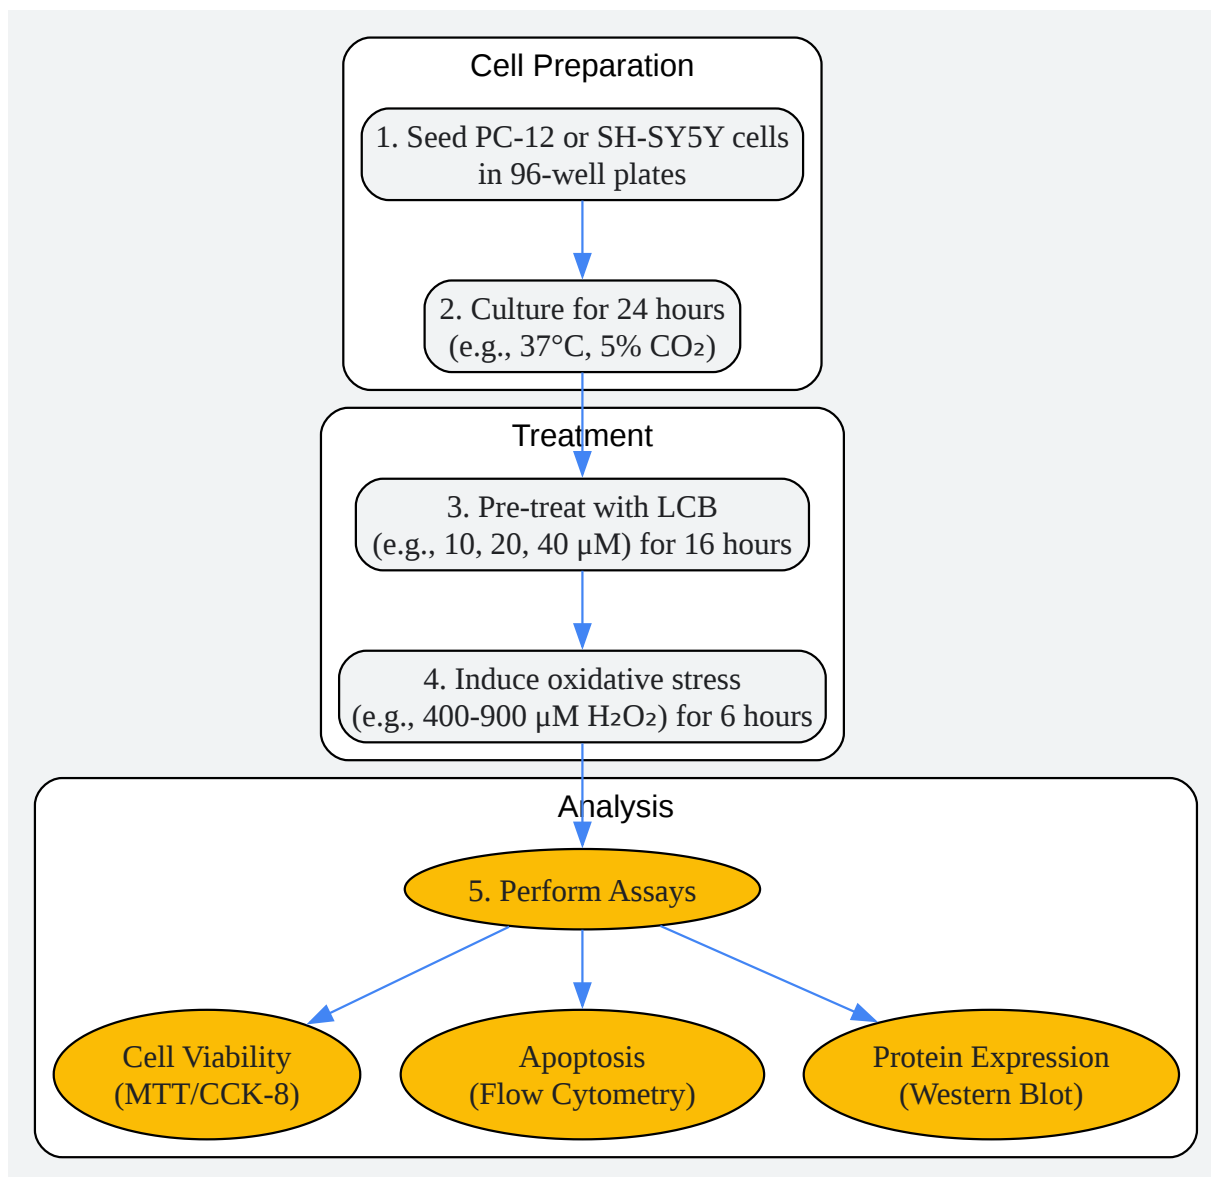 Cell Preparation
1. Seed PC-12 or SH-SY5Y cells
in 96-well plates
2. Culture for 24 hours
(e.g., 37°C, 5% CO₂)
Treatment
3. Pre-treat with LCB
(e.g., 10, 20, 40 μM) for 16 hours
4. Induce oxidative stress
(e.g., 400-900 μM H₂O₂) for 6 hours
Analysis
5. Perform Assays
Cell Viability
(MTT/CCK-8)
Apoptosis
(Flow Cytometry)
Protein Expression
(Western Blot)